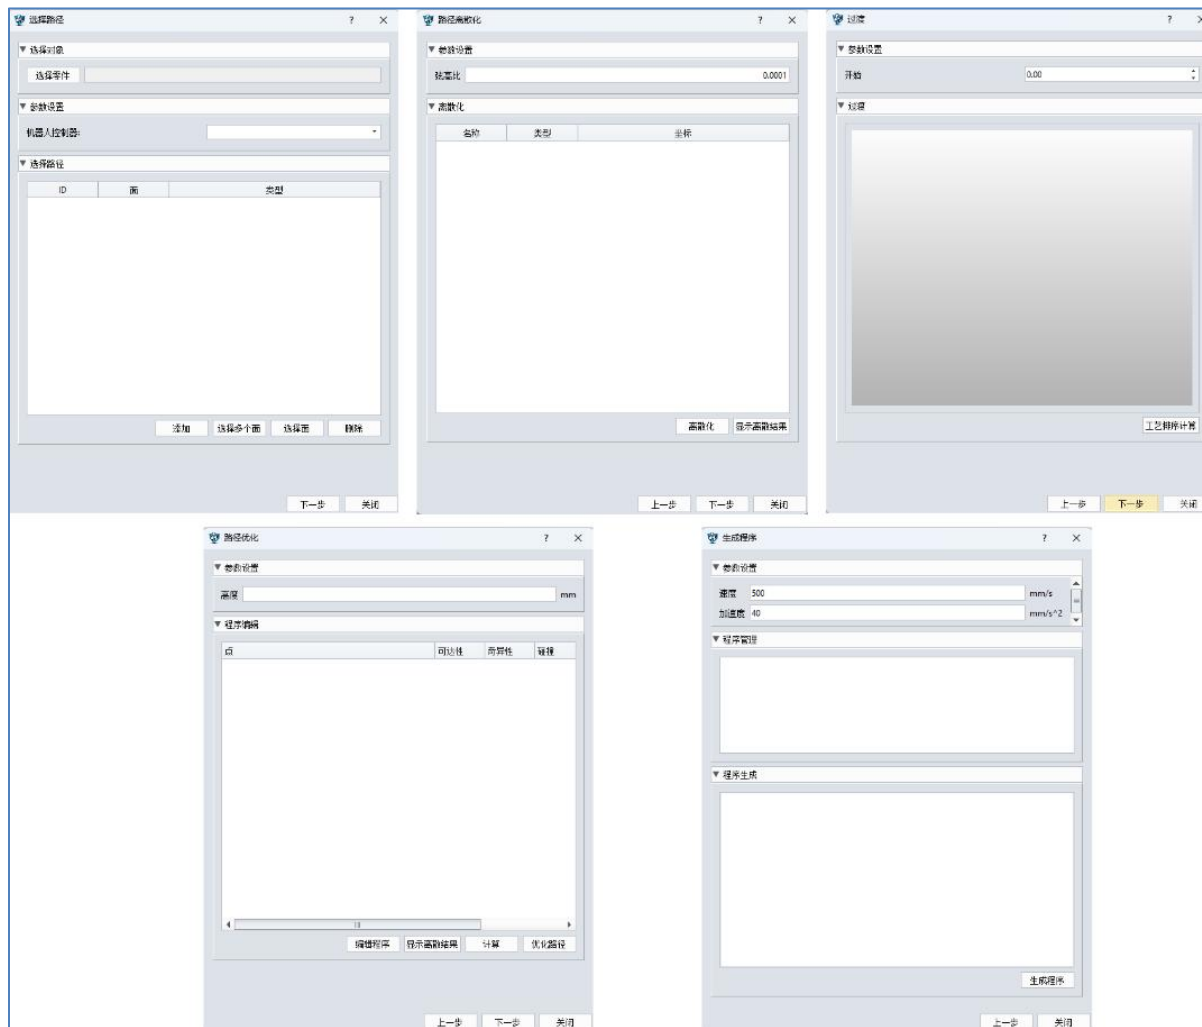 选择路径 ? ×
▼ 选择对象
选择零件
▼ 参数设置
机器人控制器:
▼ 选择路径
ID 面 类型
添加 选择多个面 选择面 删除
下一步 关闭
路径离散化 ? ×
▼ 参数设置
弦高比 0.0001
▼ 离散化
名称 类型 坐标
离散化 显示离散结果
上一步 下一步 关闭
过渡 ? ×
▼ 参数设置
开始 0.00
▼ 过渡
工艺排序计算
上一步 下一步 关闭
路径优化 ? ×
▼ 参数设置
高度 mm
▼ 程序编辑
点 可达性 奇异性 碰撞
编辑程序 显示离散结果 计算 优化路径
上一步 下一步 关闭
生成程序 ? ×
▼ 参数设置
速度 500 mm/s
加速度 40 mm/s^2
▼ 程序管理
▼ 程序生成
生成程序
上一步 关闭